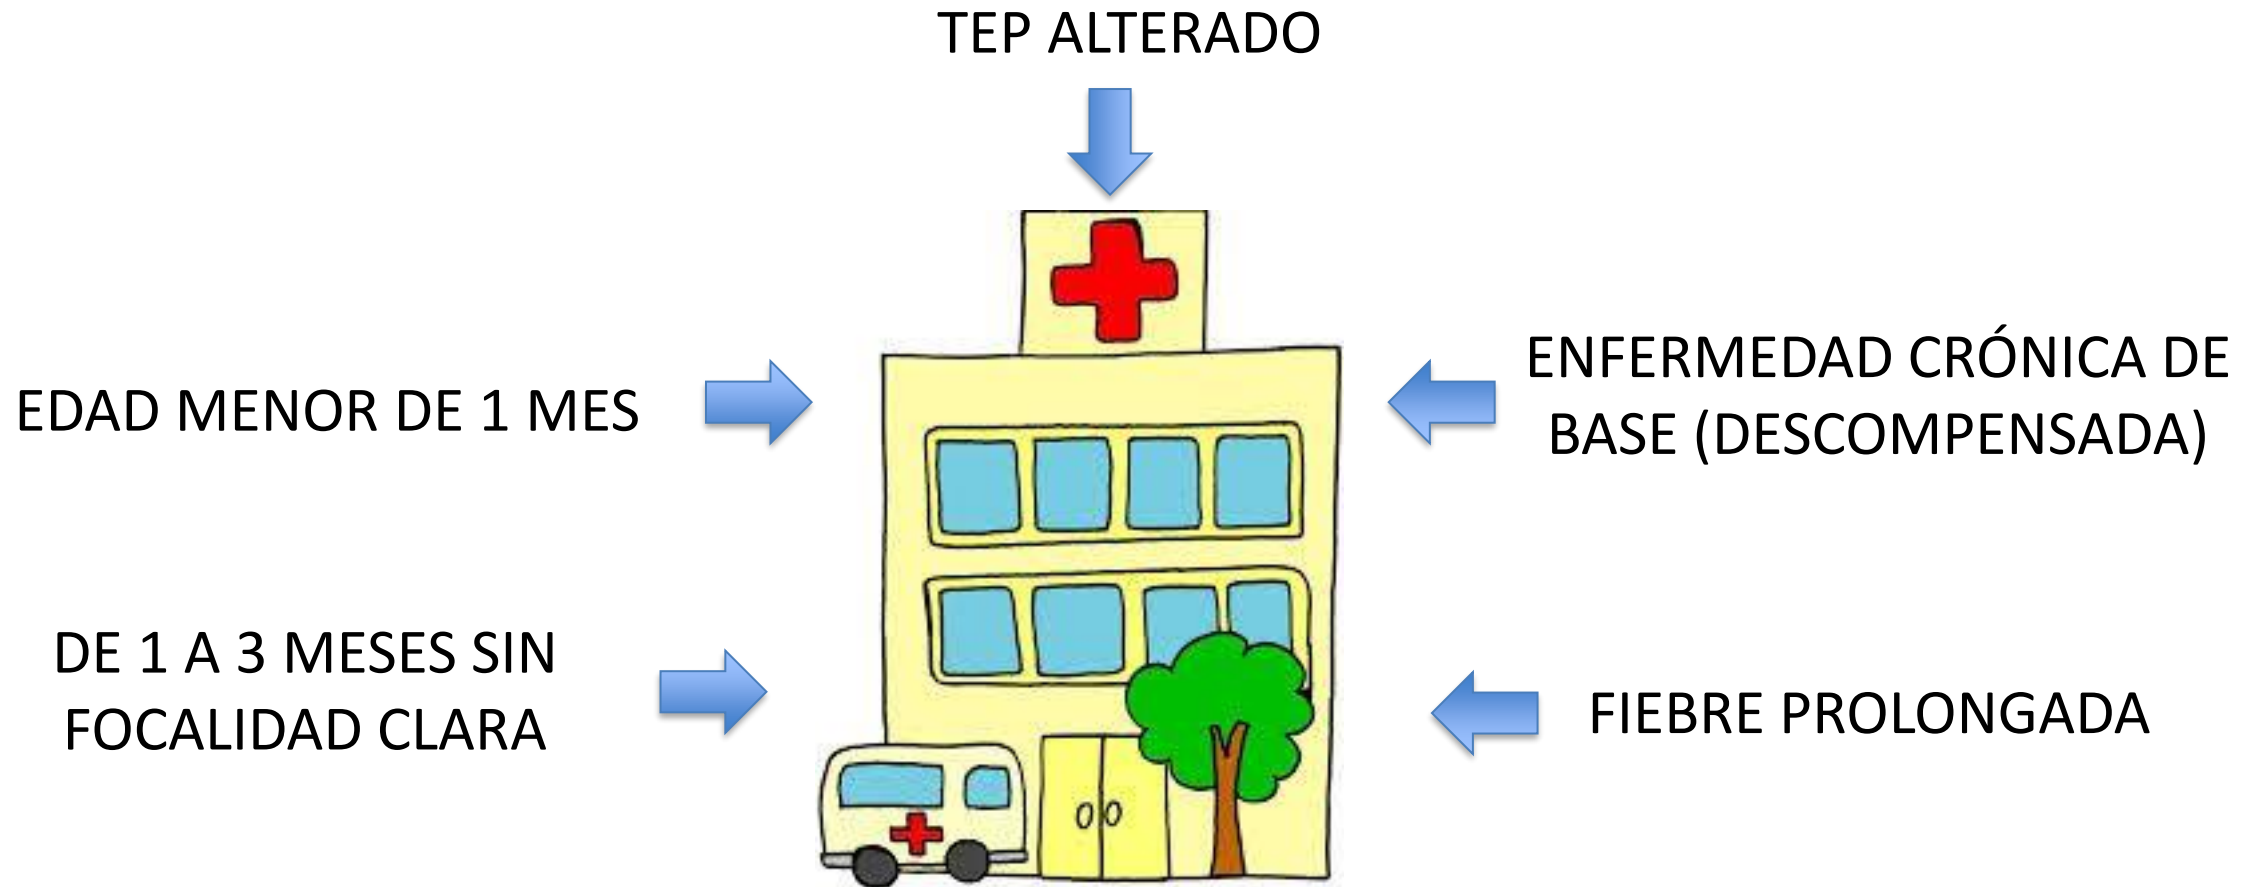 TEP ALTERADO
EDAD MENOR DE 1 MES
ENFERMEDAD CRÓNICA DE
BASE (DESCOMPENSADA)
DE 1 A 3 MESES SIN
FOCALIDAD CLARA
FIEBRE PROLONGADA